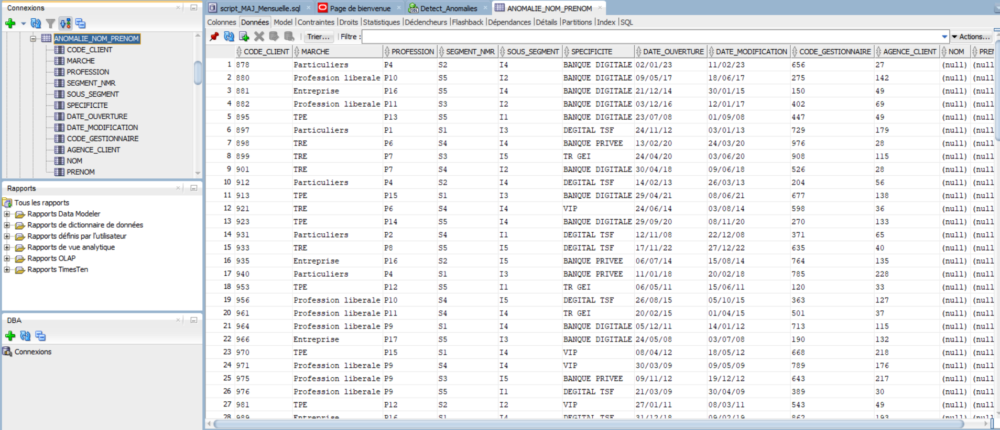 Connexions
ANOMALIE_NOM_PRENOM
CODE_CLIENT
MARCHE
PROFESSION
SEGMENT_NMR
SOUS_SEGMENT
SPECIFICITE
DATE_OUVERTURE
DATE_MODIFICATION
CODE_GESTIONNAIRE
AGENCE_CLIENT
NOM
PRENOM
Rapports
Tous les rapports
Rapports Data Modeler
Rapports de dictionnaire de données
Rapports définis par l'utilisateur
Rapports de vue analytique
Rapports OLAP
Rapports TimesTen
DBA
Connexions
script_MAJ_Mensuelle.sql Page de bienvenue Detect_Anomalies ANOMALIE_NOM_PRENOM
Colonnes Données Model |Contraintes |Droits |Statistiques |Déclencheurs |Flashback |Dépendances |Détails |Partitions |Index |SQL
Trier... Filtre : Actions...
CODE_CLIENT MARCHE PROFESSION SEGMENT_NMR SOUS_SEGMENT SPECIFICITE DATE_OUVERTURE DATE_MODIFICATION CODE_GESTIONNAIRE AGENCE_CLIENT NOM PREN
1 878 Particuliers P4 S2 I4 BANQUE DIGITALE 02/01/23 11/02/23 656 27 (null) (null
2 880 Profession liberale P10 S5 I2 BANQUE DIGITALE 09/05/17 18/06/17 275 142 (null) (null
3 881 Entreprise P16 S5 I4 BANQUE DIGITALE 21/12/14 30/01/15 150 49 (null) (null
4 882 Profession liberale P11 S3 I2 BANQUE DIGITALE 03/12/16 12/01/17 402 69 (null) (null
5 895 TPE P13 S5 I1 BANQUE DIGITALE 23/07/08 01/09/08 447 49 (null) (null
6 897 Particuliers P1 S1 I3 DEGITAL TSF 24/11/12 03/01/13 729 179 (null) (null
7 898 TRE P6 S4 I4 BANQUE PRIVEE 13/02/20 24/03/20 976 28 (null) (null
8 899 TRE P7 S3 I5 TR GEI 24/04/20 03/06/20 908 115 (null) (null
9 901 TRE P7 S4 I2 BANQUE DIGITALE 30/04/18 09/06/18 526 28 (null) (null
10 912 Particuliers P4 S2 I4 DEGITAL TSF 14/02/13 26/03/13 204 56 (null) (null
11 913 TPE P15 S1 I3 BANQUE DIGITALE 29/04/21 08/06/21 677 138 (null) (null
12 921 TRE P6 S4 I4 VIP 24/06/14 03/08/14 598 36 (null) (null
13 923 TPE P14 S5 I4 BANQUE DIGITALE 29/09/20 08/11/20 270 133 (null) (null
14 931 Particuliers P2 S4 I1 DEGITAL TSF 12/11/08 22/12/08 371 65 (null) (null
15 933 TRE P8 S5 I5 DEGITAL TSF 17/11/22 27/12/22 635 40 (null) (null
16 935 Entreprise P16 S2 I5 BANQUE PRIVEE 06/07/14 15/08/14 764 135 (null) (null
17 940 Particuliers P4 S1 I3 BANQUE PRIVEE 11/01/18 20/02/18 785 228 (null) (null
18 953 TPE P12 S5 I1 TR GEI 06/05/11 15/06/11 120 33 (null) (null
19 956 Profession liberale P10 S4 I5 DEGITAL TSF 26/08/15 05/10/15 363 127 (null) (null
20 961 Profession liberale P11 S4 I4 TR GEI 20/02/15 01/04/15 501 37 (null) (null
21 964 Profession liberale P9 S1 I4 BANQUE DIGITALE 05/12/11 14/01/12 713 115 (null) (null
22 966 Entreprise P17 S5 I3 BANQUE DIGITALE 24/05/08 03/07/08 190 132 (null) (null
23 970 TPE P15 S1 I4 VIP 08/04/12 18/05/12 668 218 (null) (null
24 971 Profession liberale P9 S4 I4 VIP 30/03/09 09/05/09 789 176 (null) (null
25 975 Profession liberale P9 S3 I5 BANQUE PRIVEE 09/11/12 19/12/12 643 217 (null) (null
26 976 Profession liberale P9 S5 I1 DEGITAL TSF 21/03/09 30/04/09 389 30 (null) (null
27 981 TPE P12 S2 I2 VIP 27/01/11 08/03/11 543 49 (null) (null
28 989 Entreprise P16 S1 I4 DEGITAL TSF 31/12/18 09/02/19 862 193 (null) (null